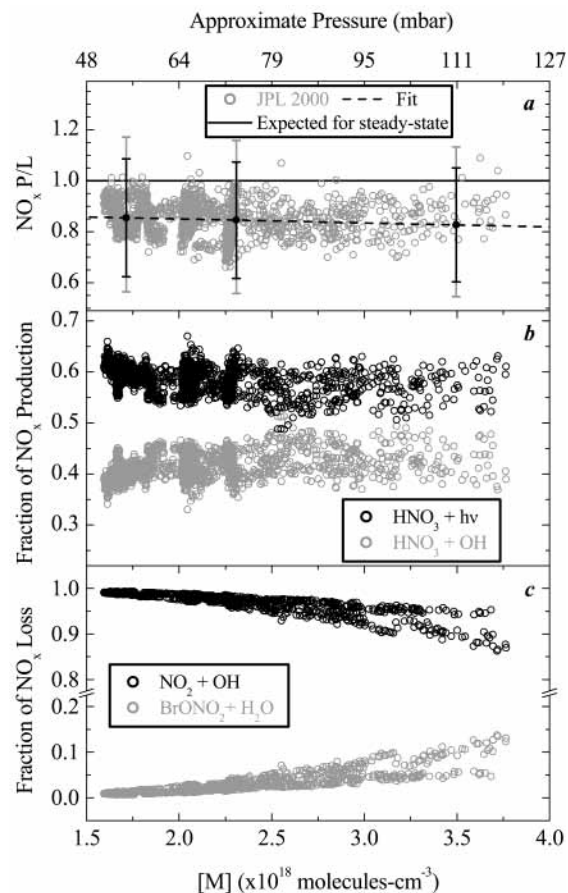 Approximate Pressure (mbar)
48 52 64 71 79 95 111 127
JPL 2000 Fit
Expected for steady-state
a
NOx P/L
1.2
1.0
0.8
0.6
b
Fraction of NOx Production
0.7
0.6
0.5
0.4
0.3
HNO3 + hν
HNO3 + OH
c
Fraction of NOx Loss
1.0
0.9
0.8
0.2
0.1
0.0
NO2 + OH
BrONO2 + H2O
1.5 2.0 2.5 3.0 3.5 4.0
[M] (x10^18 molecules-cm^-3)